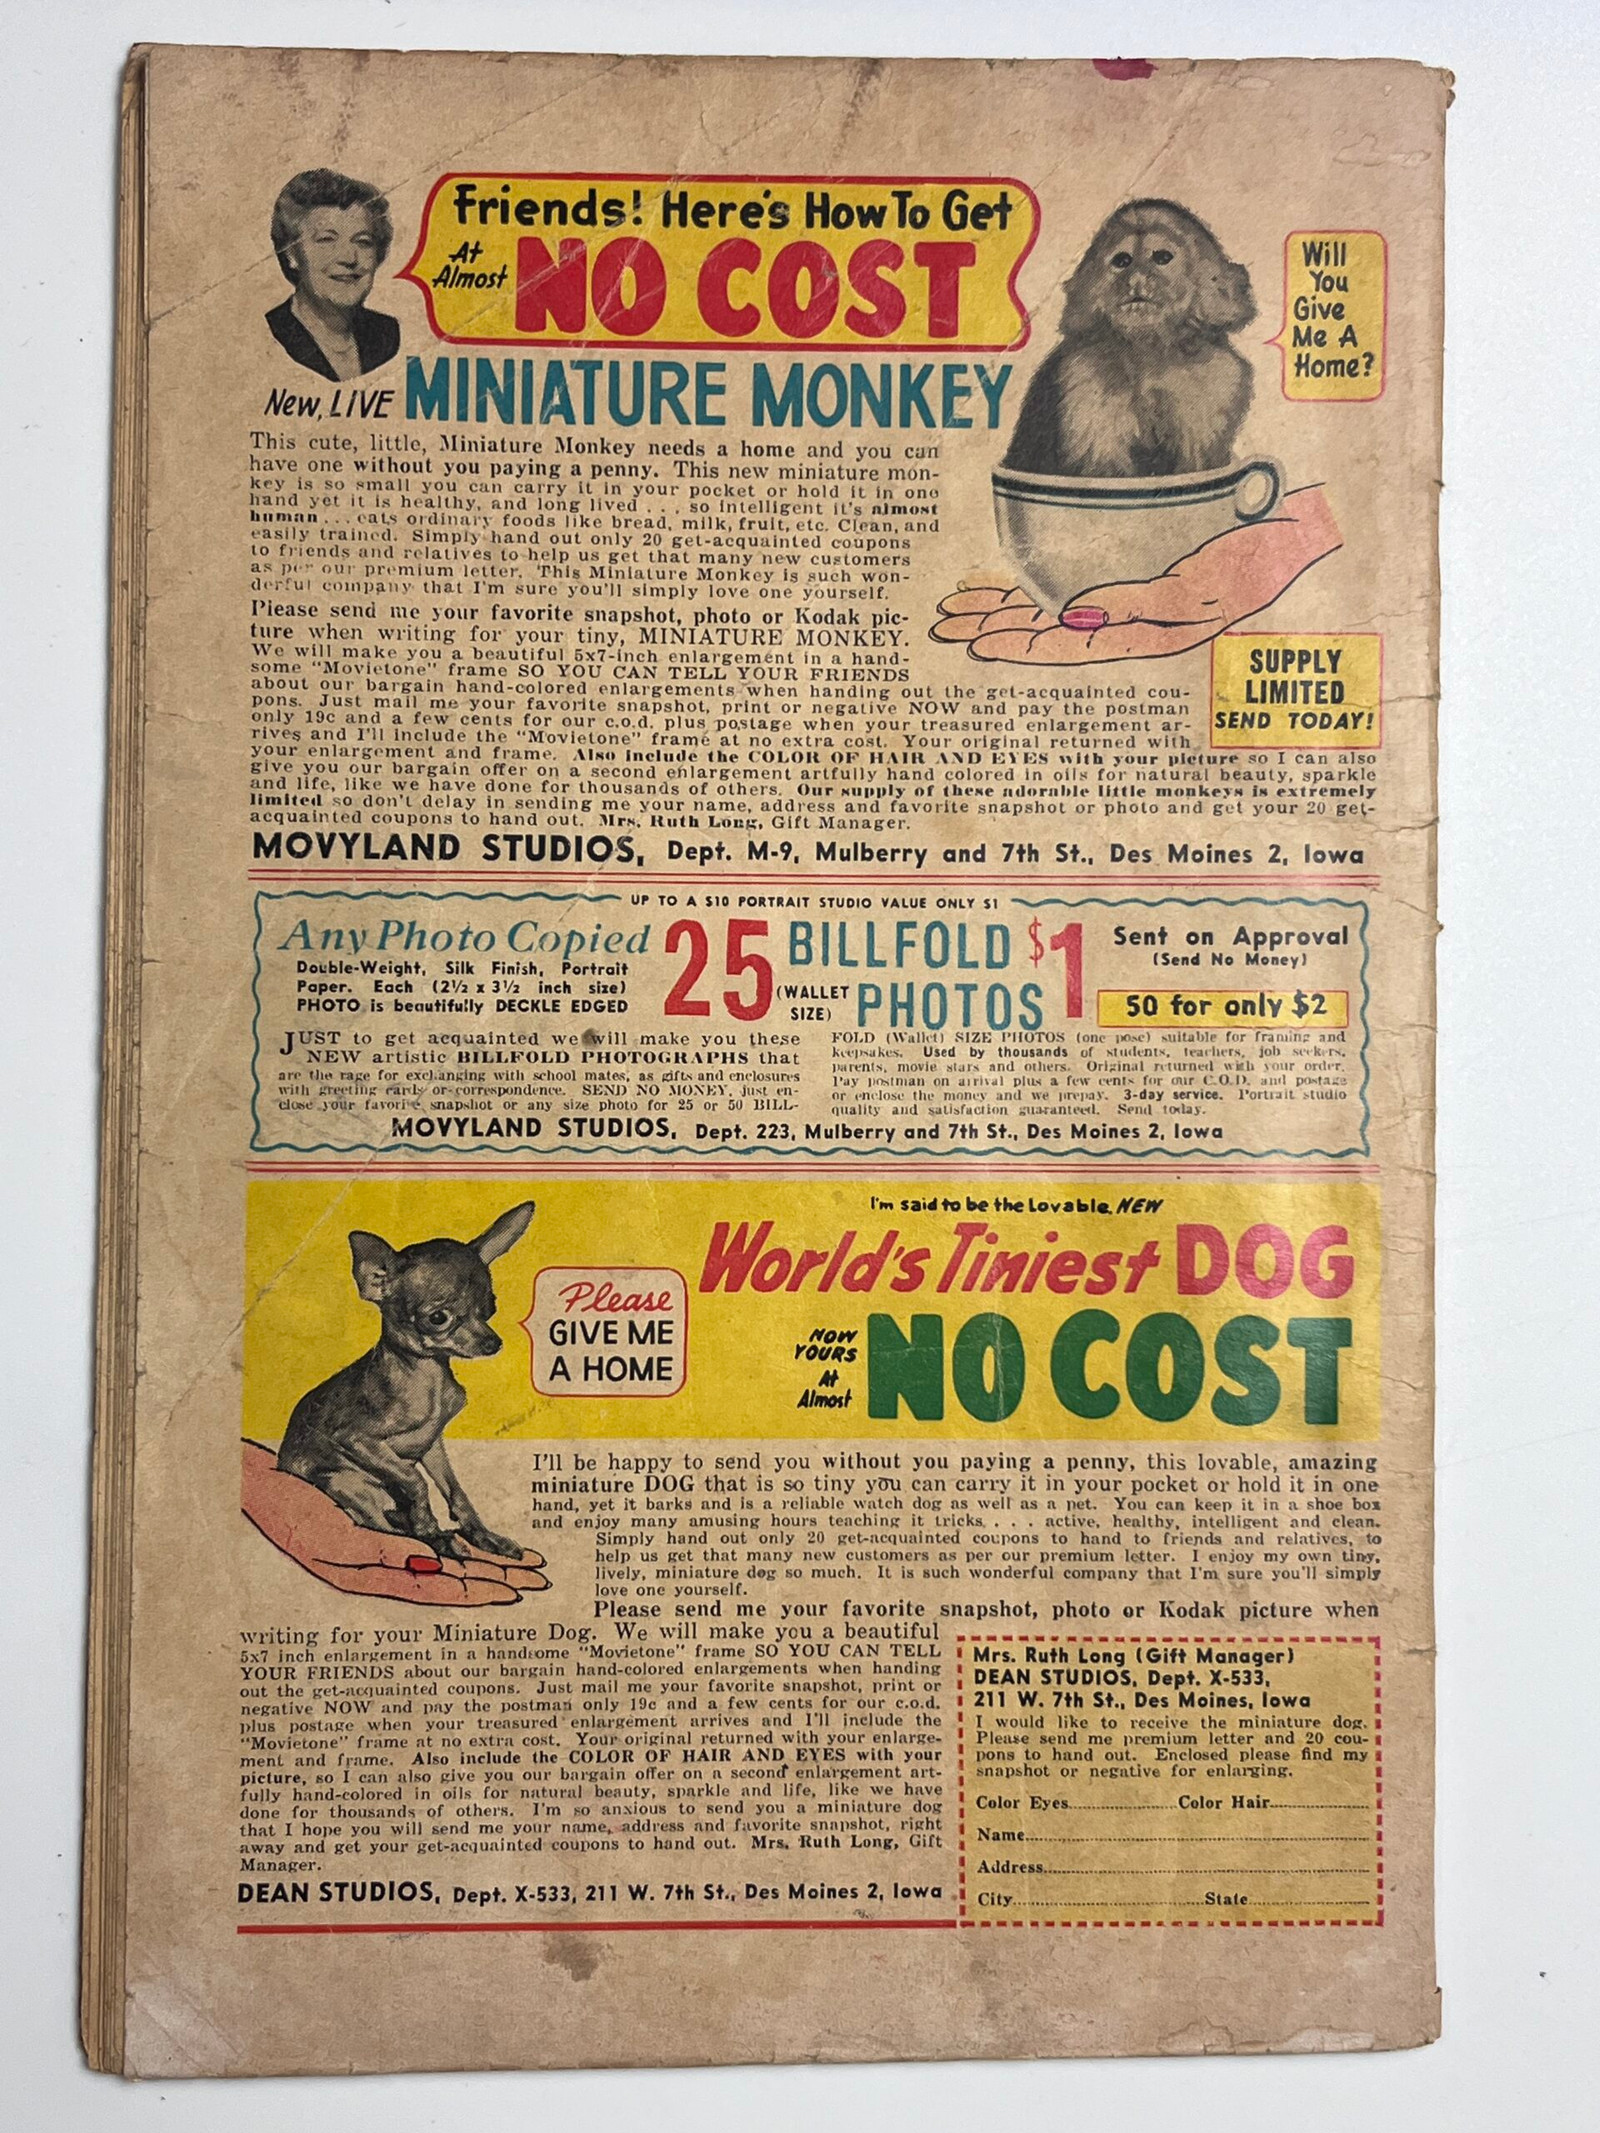 Friends! Here's How To Get
At Almost NO COST
New, LIVE MINIATURE MONKEY
Will
You
Give
Me A
Home?
This cute, little, Miniature Monkey needs a home and you can
have one without you paying a penny. This new miniature mon-
key is so small you can carry it in your pocket or hold it in one
hand yet it is healthy, and long lived . . . so intelligent it's almost
human . . . eats ordinary foods like bread, milk, fruit, etc. Clean, and
easily trained. Simply hand out only 20 get-acquainted coupons
to friends and relatives to help us get that many new customers
as per our premium letter. This Miniature Monkey is such won-
derful company that I'm sure you'll simply love one yourself.
Please send me your favorite snapshot, photo or Kodak pic-
ture when writing for your tiny, MINIATURE MONKEY.
We will make you a beautiful 5x7-inch enlargement in a hand-
some "Movietone" frame SO YOU CAN TELL YOUR FRIENDS
about our bargain hand-colored enlargements when handing out the get-acquainted cou-
pons. Just mail me your favorite snapshot, print or negative NOW and pay the postman
only 19c and a few cents for our c.o.d. plus postage when your treasured enlargement ar-
rives and I'll include the "Movietone" frame at no extra cost. Your original returned with
your enlargement and frame. Also include the COLOR OF HAIR AND EYES with your picture so I can also
give you our bargain offer on a second enlargement artfully hand colored in oils for natural beauty, sparkle
and life, like we have done for thousands of others. Our supply of these adorable little monkeys is extremely
limited so don't delay in sending me your name, address and favorite snapshot or photo and get your 20 get-
acquainted coupons to hand out. Mrs. Ruth Long, Gift Manager.
SUPPLY
LIMITED
SEND TODAY!
MOVYLAND STUDIOS, Dept. M-9, Mulberry and 7th St., Des Moines 2, Iowa
UP TO A $10 PORTRAIT STUDIO VALUE ONLY $1
Any Photo Copied
Double-Weight, Silk Finish, Portrait
Paper. Each (2½ x 3½ inch size)
PHOTO is beautifully DECKLE EDGED
25 BILLFOLD $1
(WALLET SIZE) PHOTOS
Sent on Approval
(Send No Money)
50 for only $2
JUST to get acquainted we will make you these
NEW artistic BILLFOLD PHOTOGRAPHS that
are the rage for exchanging with school mates, as gifts and enclosures
with greeting cards or correspondence. SEND NO MONEY, just en-
close your favorite snapshot or any size photo for 25 or 50 BILL-
FOLD (Wallet) SIZE PHOTOS (one pose) suitable for framing and
keepsakes. Used by thousands of students, teachers, job seekers,
parents, movie stars and others. Original returned with your order.
Pay postman on arrival plus a few cents for our C.O.D. and postage
or enclose the money and we prepay. 3-day service. Portrait studio
quality and satisfaction guaranteed. Send today.
MOVYLAND STUDIOS, Dept. 223, Mulberry and 7th St., Des Moines 2, Iowa
I'm said to be the Lovable, NEW
World's Tiniest DOG
NOW YOURS At Almost NO COST
Please
GIVE ME
A HOME
I'll be happy to send you without you paying a penny, this lovable, amazing
miniature DOG that is so tiny you can carry it in your pocket or hold it in one
hand, yet it barks and is a reliable watch dog as well as a pet. You can keep it in a shoe box
and enjoy many amusing hours teaching it tricks . . . active, healthy, intelligent and clean.
Simply hand out only 20 get-acquainted coupons to hand to friends and relatives, to
help us get that many new customers as per our premium letter. I enjoy my own tiny,
lively, miniature dog so much. It is such wonderful company that I'm sure you'll simply
love one yourself.
Please send me your favorite snapshot, photo or Kodak picture when
writing for your Miniature Dog. We will make you a beautiful
5x7 inch enlargement in a handsome "Movietone" frame SO YOU CAN TELL
YOUR FRIENDS about our bargain hand-colored enlargements when handing
out the get-acquainted coupons. Just mail me your favorite snapshot, print or
negative NOW and pay the postman only 19c and a few cents for our c.o.d.
plus postage when your treasured enlargement arrives and I'll include the
"Movietone" frame at no extra cost. Your original returned with your enlarge-
ment and frame. Also include the COLOR OF HAIR AND EYES with your
picture, so I can also give you our bargain offer on a second enlargement art-
fully hand-colored in oils for natural beauty, sparkle and life, like we have
done for thousands of others. I'm so anxious to send you a miniature dog
that I hope you will send me your name, address and favorite snapshot, right
away and get your get-acquainted coupons to hand out. Mrs. Ruth Long, Gift
Manager.
DEAN STUDIOS, Dept. X-533, 211 W. 7th St., Des Moines 2, Iowa
Mrs. Ruth Long (Gift Manager)
DEAN STUDIOS, Dept. X-533,
211 W. 7th St., Des Moines, Iowa
I would like to receive the miniature dog.
Please send me premium letter and 20 cou-
pons to hand out. Enclosed please find my
snapshot or negative for enlarging.
Color Eyes Color Hair
Name
Address
City State